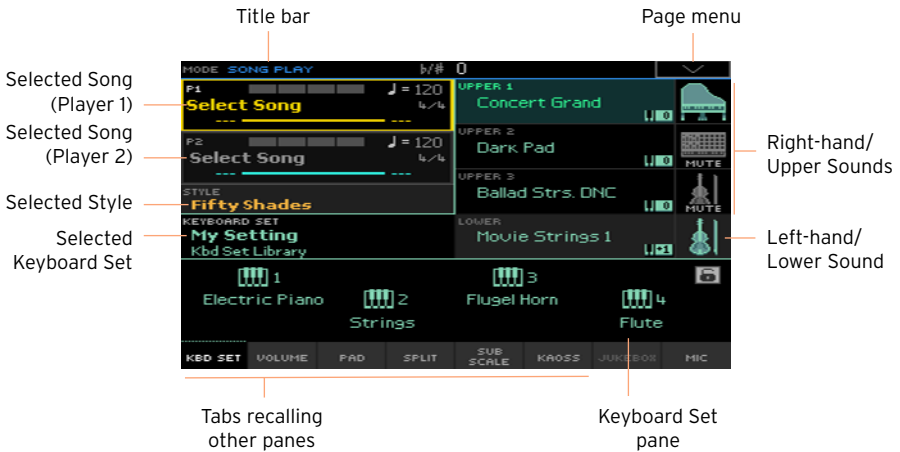 Title bar
Page menu
Selected Song
(Player 1)
Selected Song
(Player 2)
Selected Style
Selected
Keyboard Set
MODE SONG PLAY ♭/# 0
P1 ♩ = 120
Select Song 4/4
--- ---
P2 ♩ = 120
Select Song 4/4
--- ---
STYLE
Fifty Shades
KEYBOARD SET
My Setting
Kbd Set Library
UPPER 1
Concert Grand
0
UPPER 2
Dark Pad
0 MUTE
UPPER 3
Ballad Strs. DNC
0 MUTE
LOWER
Movie Strings 1
+1
Right-hand/
Upper Sounds
Left-hand/
Lower Sound
1
Electric Piano
2
Strings
3
Flugel Horn
4
Flute
KBD SET VOLUME PAD SPLIT SUB SCALE KAOSS JUKEBOX MIC
Tabs recalling
other panes
Keyboard Set
pane